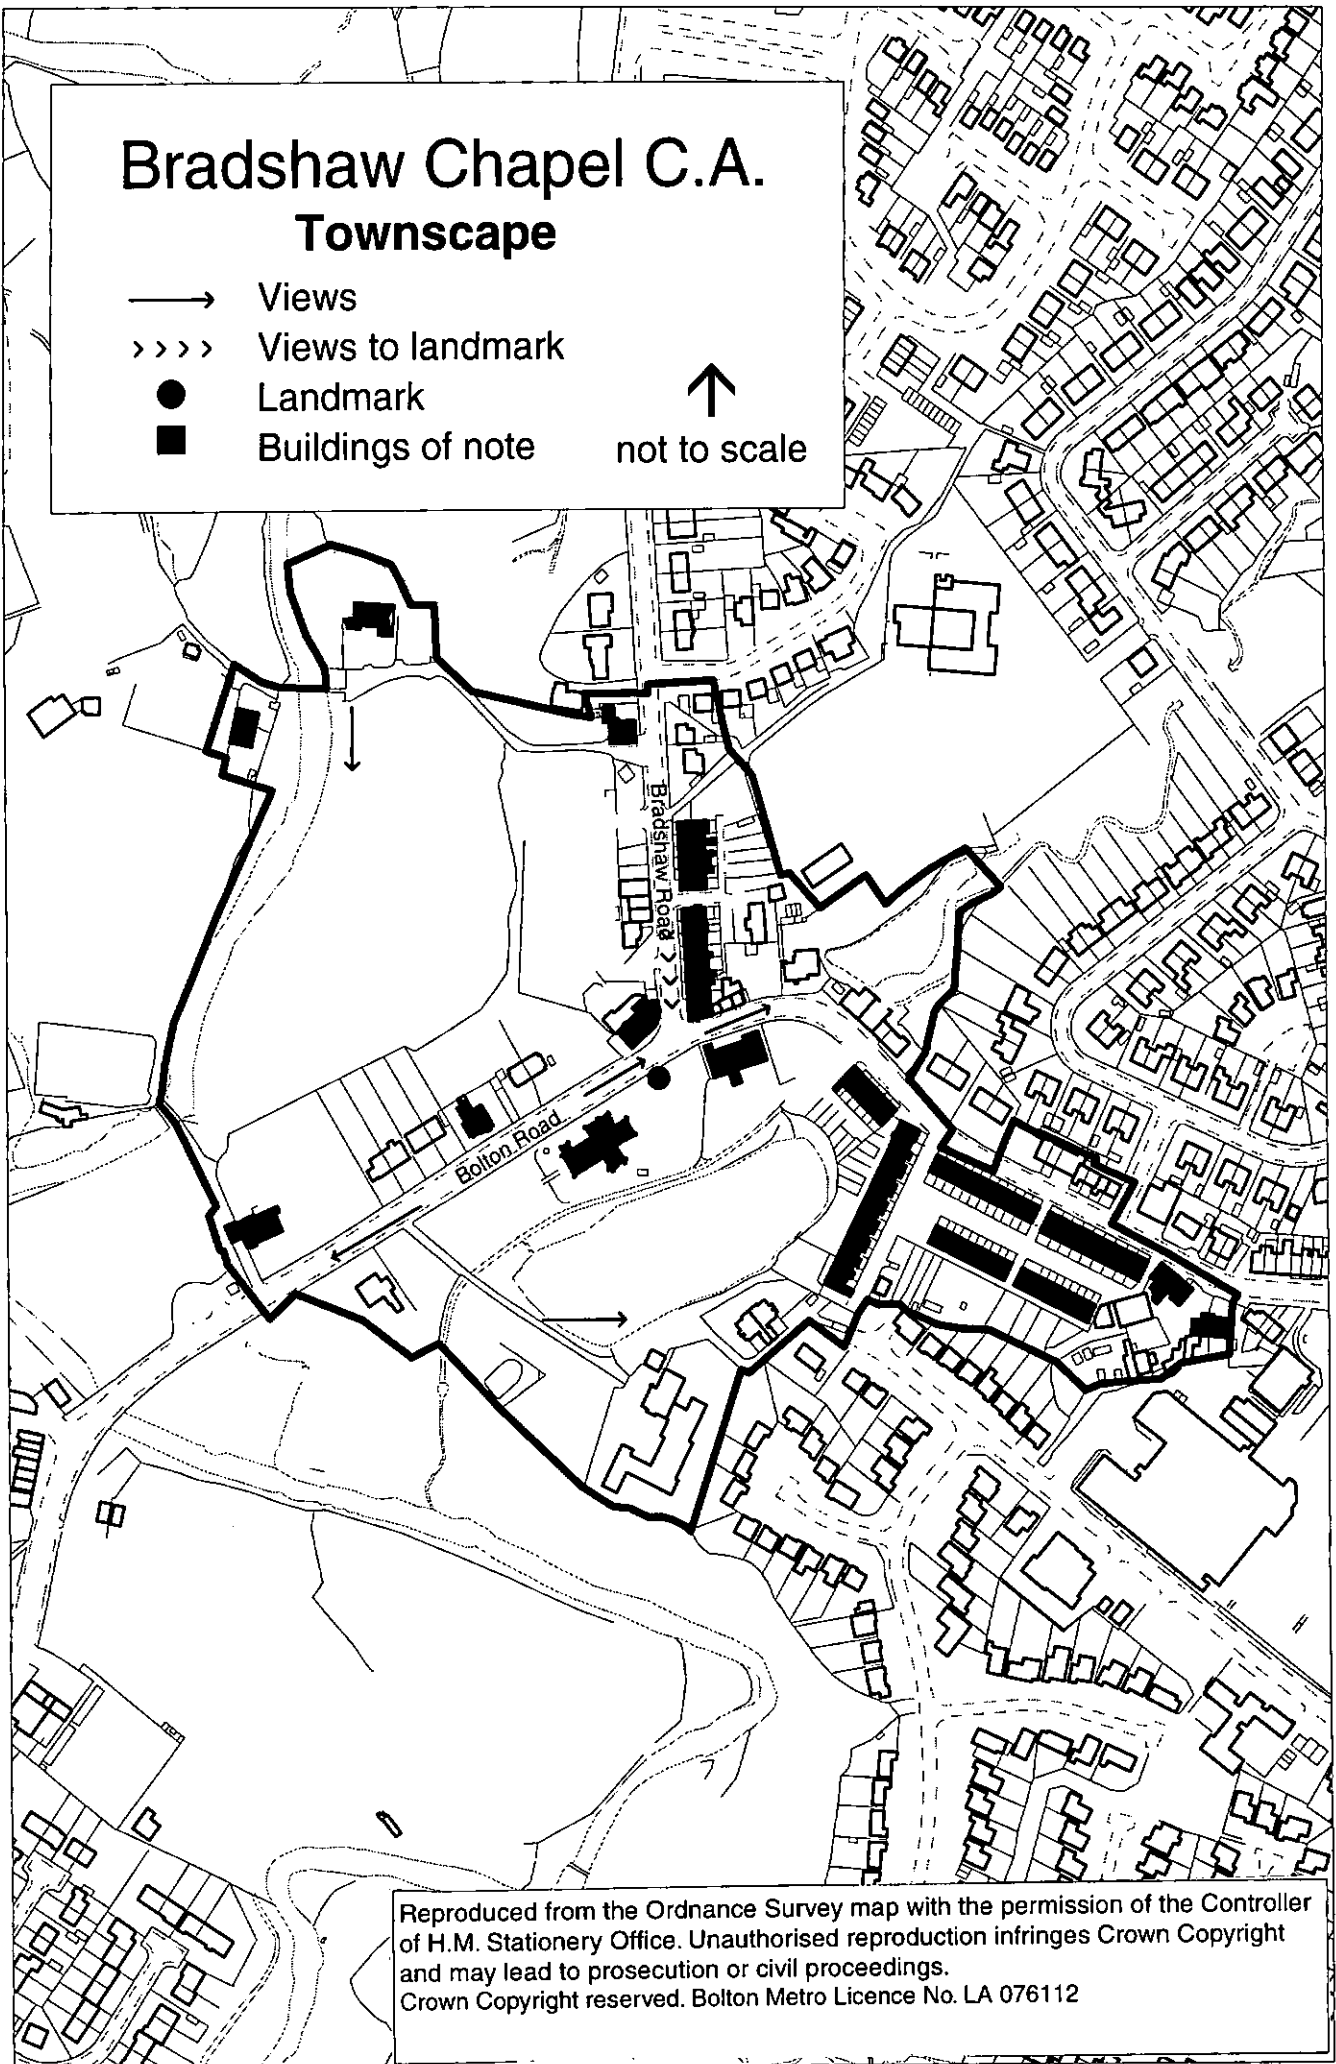 Bradshaw Chapel C.A.
Townscape
Views
Views to landmark
Landmark
Buildings of note
not to scale
Bradshaw Road
Bolton Road
Reproduced from the Ordnance Survey map with the permission of the Controller
of H.M. Stationery Office. Unauthorised reproduction infringes Crown Copyright
and may lead to prosecution or civil proceedings.
Crown Copyright reserved. Bolton Metro Licence No. LA 076112